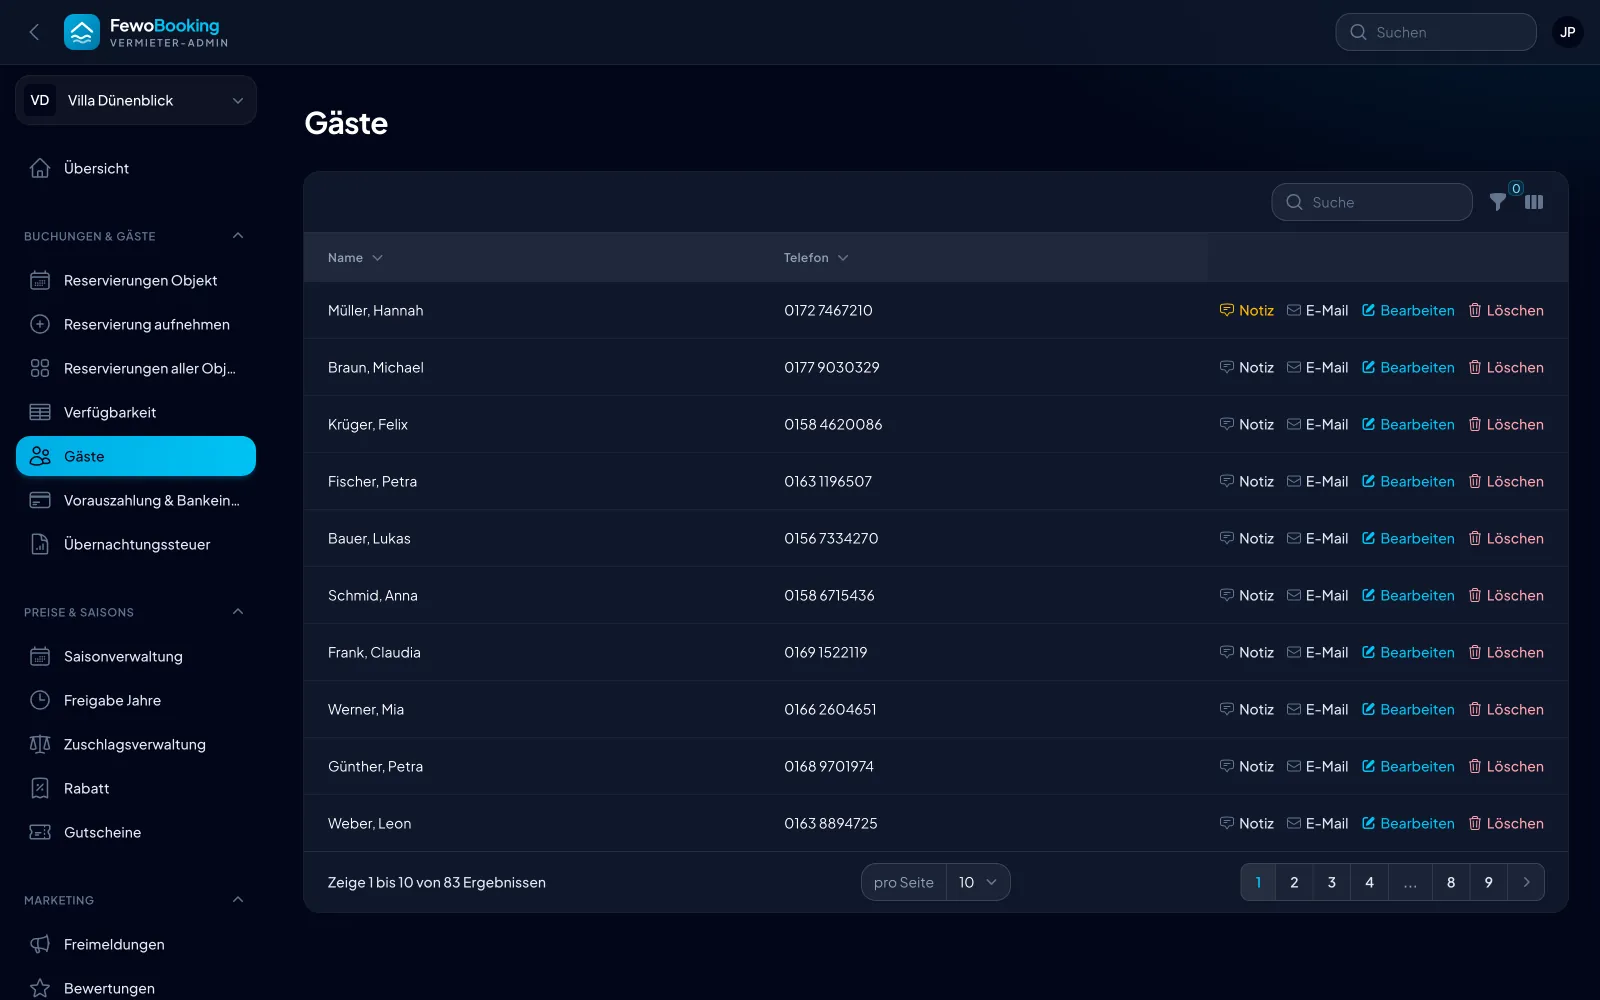 FewoBooking
VERMIETER-ADMIN
Suchen
JP
VD Villa Dünenblick
Übersicht
BUCHUNGEN & GÄSTE
Reservierungen Objekt
Reservierung aufnehmen
Reservierungen aller Obj...
Verfügbarkeit
Gäste
Vorauszahlung & Bankein...
Übernachtungssteuer
PREISE & SAISONS
Saisonverwaltung
Freigabe Jahre
Zuschlagsverwaltung
Rabatt
Gutscheine
MARKETING
Freimeldungen
Bewertungen
Gäste
Suche
0
Name Telefon
Müller, Hannah 0172 7467210 Notiz E-Mail Bearbeiten Löschen
Braun, Michael 0177 9030329 Notiz E-Mail Bearbeiten Löschen
Krüger, Felix 0158 4620086 Notiz E-Mail Bearbeiten Löschen
Fischer, Petra 0163 1196507 Notiz E-Mail Bearbeiten Löschen
Bauer, Lukas 0156 7334270 Notiz E-Mail Bearbeiten Löschen
Schmid, Anna 0158 6715436 Notiz E-Mail Bearbeiten Löschen
Frank, Claudia 0169 1522119 Notiz E-Mail Bearbeiten Löschen
Werner, Mia 0166 2604651 Notiz E-Mail Bearbeiten Löschen
Günther, Petra 0168 9701974 Notiz E-Mail Bearbeiten Löschen
Weber, Leon 0163 8894725 Notiz E-Mail Bearbeiten Löschen
Zeige 1 bis 10 von 83 Ergebnissen pro Seite 10 1 2 3 4 ... 8 9